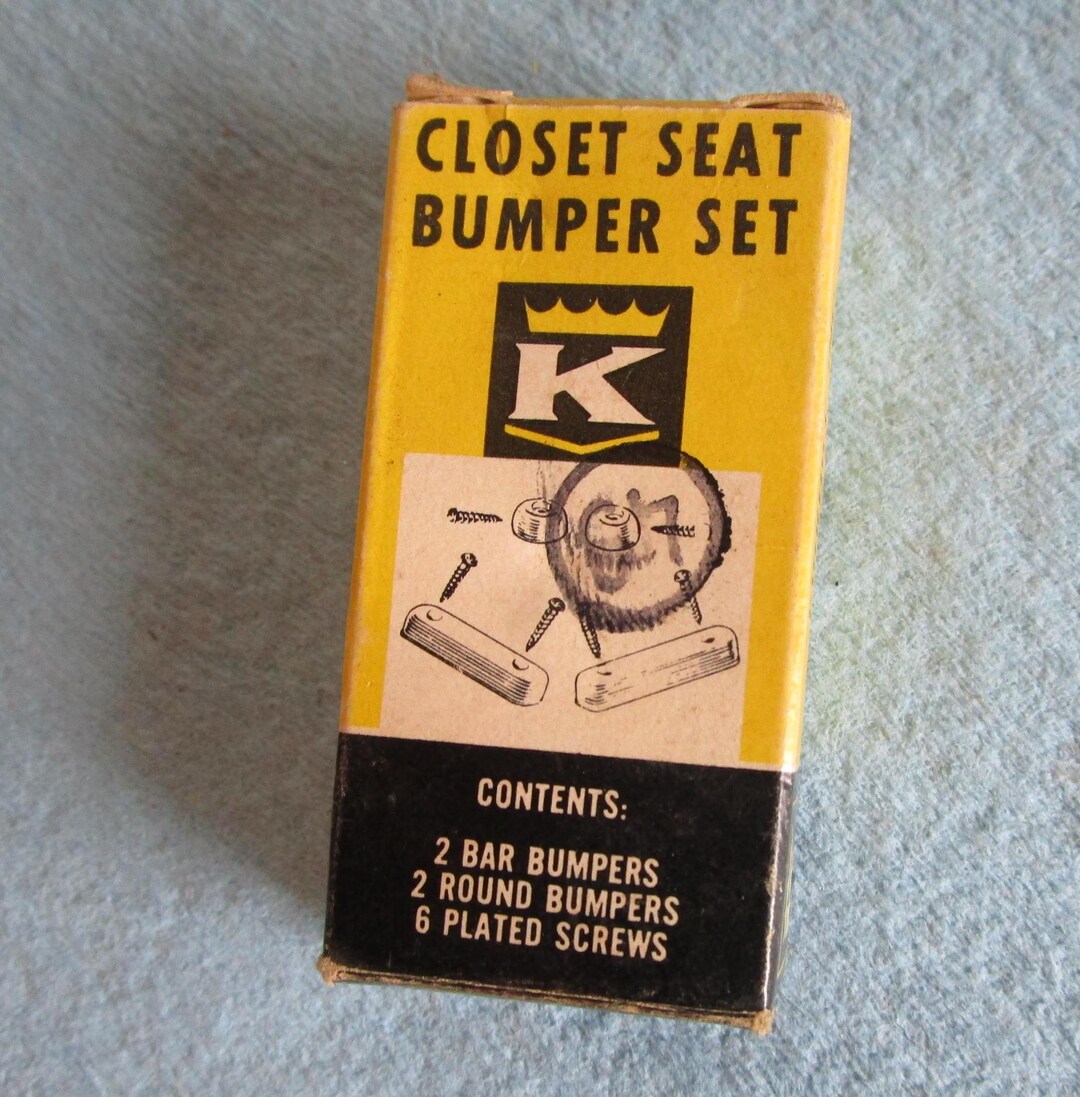 CLOSET SEAT
BUMPER SET
K
CONTENTS:
2 BAR BUMPERS
2 ROUND BUMPERS
6 PLATED SCREWS